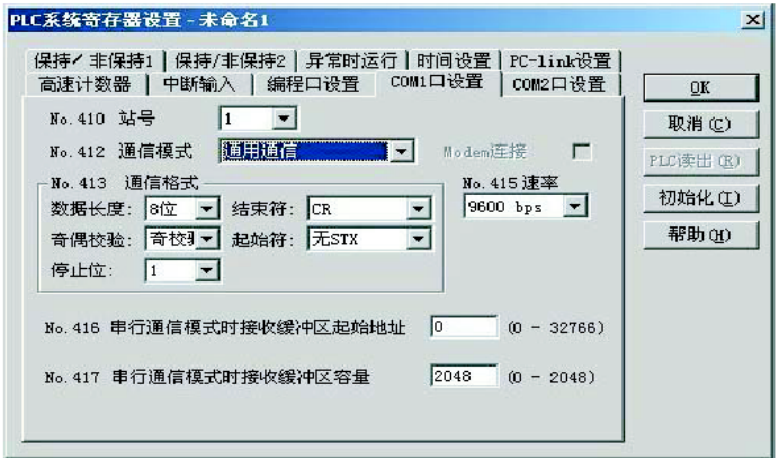 PLC系统寄存器设置 - 未命名1
保持/ 非保持1 保持/非保持2 异常时运行 时间设置 PC-link设置
高速计数器 中断输入 编程口设置 COM1口设置 COM2口设置
No. 410 站号 1
No. 412 通信模式 通用通信 Modem连接
No. 413 通信格式 No. 415 速率
数据长度: 8位 结束符: CR 9600 bps
奇偶校验: 奇校 起始符: 无STX
停止位: 1
No. 416 串行通信模式时接收缓冲区起始地址 0 (0 - 32766)
No. 417 串行通信模式时接收缓冲区容量 2048 (0 - 2048)
OK
取消(C)
PLC读出(R)
初始化(I)
帮助(H)